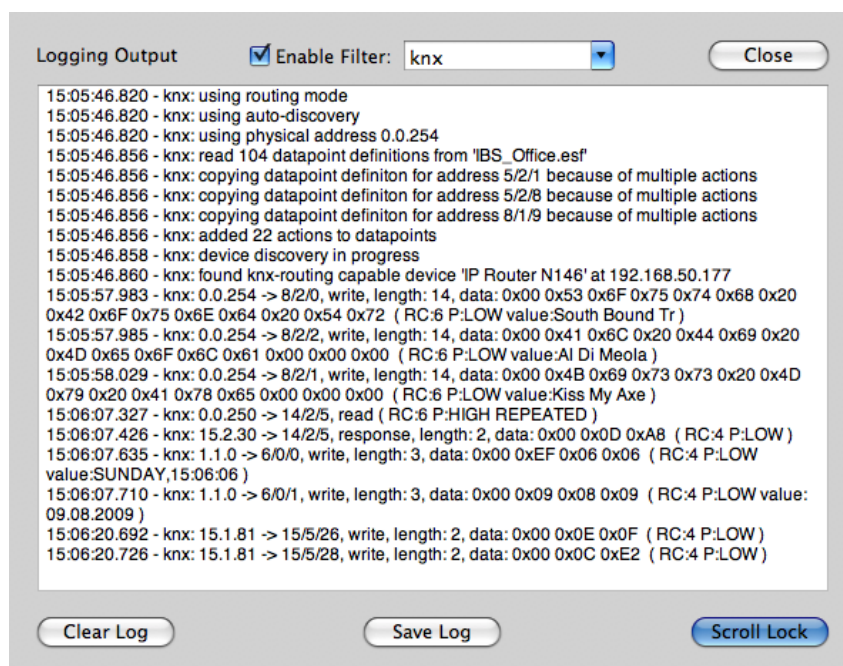 Logging Output
Enable Filter:
knx
Close
15:05:46.820 - knx: using routing mode
15:05:46.820 - knx: using auto-discovery
15:05:46.820 - knx: using physical address 0.0.254
15:05:46.856 - knx: read 104 datapoint definitions from 'IBS_Office.esf'
15:05:46.856 - knx: copying datapoint definiton for address 5/2/1 because of multiple actions
15:05:46.856 - knx: copying datapoint definiton for address 5/2/8 because of multiple actions
15:05:46.856 - knx: copying datapoint definiton for address 8/1/9 because of multiple actions
15:05:46.856 - knx: added 22 actions to datapoints
15:05:46.858 - knx: device discovery in progress
15:05:46.860 - knx: found knx-routing capable device 'IP Router N146' at 192.168.50.177
15:05:57.983 - knx: 0.0.254 -> 8/2/0, write, length: 14, data: 0x00 0x53 0x6F 0x75 0x74 0x68 0x20
0x42 0x6F 0x75 0x6E 0x64 0x20 0x54 0x72 ( RC:6 P:LOW value:South Bound Tr )
15:05:57.985 - knx: 0.0.254 -> 8/2/2, write, length: 14, data: 0x00 0x41 0x6C 0x20 0x44 0x69 0x20
0x4D 0x65 0x6F 0x6C 0x61 0x00 0x00 0x00 ( RC:6 P:LOW value:Al Di Meola )
15:05:58.029 - knx: 0.0.254 -> 8/2/1, write, length: 14, data: 0x00 0x4B 0x69 0x73 0x73 0x20 0x4D
0x79 0x20 0x41 0x78 0x65 0x00 0x00 0x00 ( RC:6 P:LOW value:Kiss My Axe )
15:06:07.327 - knx: 0.0.250 -> 14/2/5, read ( RC:6 P:HIGH REPEATED )
15:06:07.426 - knx: 15.2.30 -> 14/2/5, response, length: 2, data: 0x00 0x0D 0xA8 ( RC:4 P:LOW )
15:06:07.635 - knx: 1.1.0 -> 6/0/0, write, length: 3, data: 0x00 0xEF 0x06 0x06 ( RC:4 P:LOW
value:SUNDAY,15:06:06 )
15:06:07.710 - knx: 1.1.0 -> 6/0/1, write, length: 3, data: 0x00 0x09 0x08 0x09 ( RC:4 P:LOW value:
09.08.2009 )
15:06:20.692 - knx: 15.1.81 -> 15/5/26, write, length: 2, data: 0x00 0x0E 0x0F ( RC:4 P:LOW )
15:06:20.726 - knx: 15.1.81 -> 15/5/28, write, length: 2, data: 0x00 0x0C 0xE2 ( RC:4 P:LOW )
Clear Log
Save Log
Scroll Lock